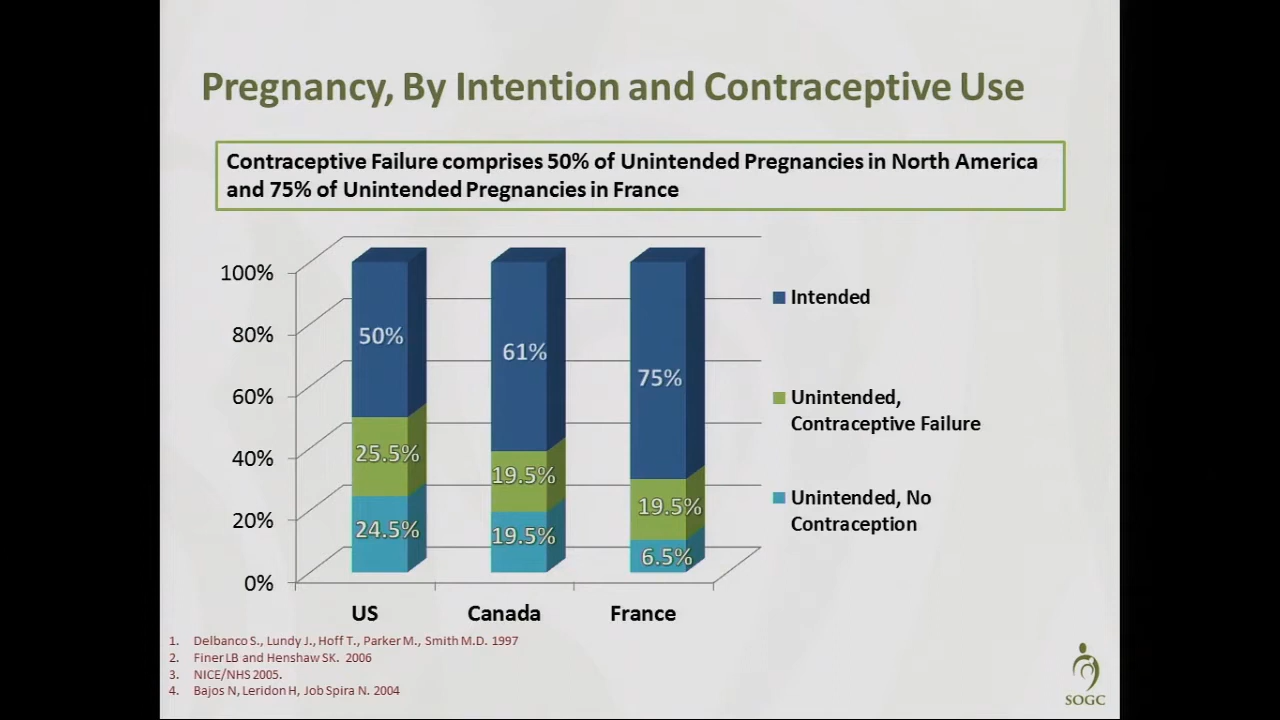 Pregnancy, By Intention and Contraceptive Use
Contraceptive Failure comprises 50% of Unintended Pregnancies in North America
and 75% of Unintended Pregnancies in France
100%
80%
60%
40%
20%
0%
50%
25.5%
24.5%
61%
19.5%
19.5%
75%
19.5%
6.5%
US
Canada
France
Intended
Unintended,
Contraceptive Failure
Unintended, No
Contraception
1. Delbanco S., Lundy J., Hoff T., Parker M., Smith M.D. 1997
2. Finer LB and Henshaw SK. 2006
3. NICE/NHS 2005.
4. Bajos N, Leridon H, Job Spira N. 2004
SOGC